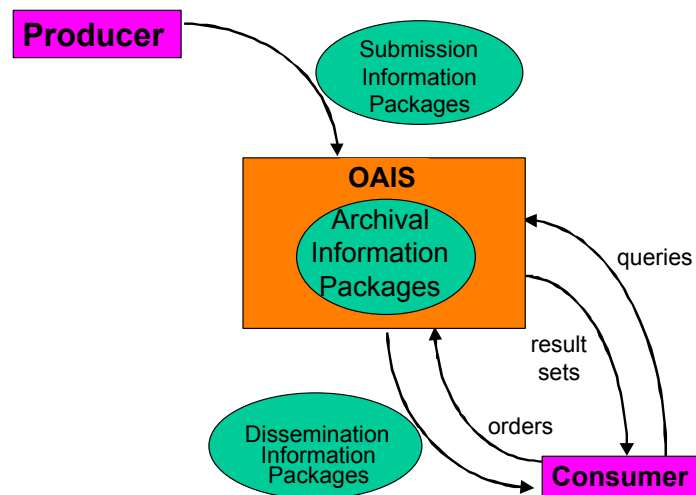 Producer
Submission
Information
Packages
OAIS
Archival
Information
Packages
queries
result
sets
orders
Dissemination
Information
Packages
Consumer